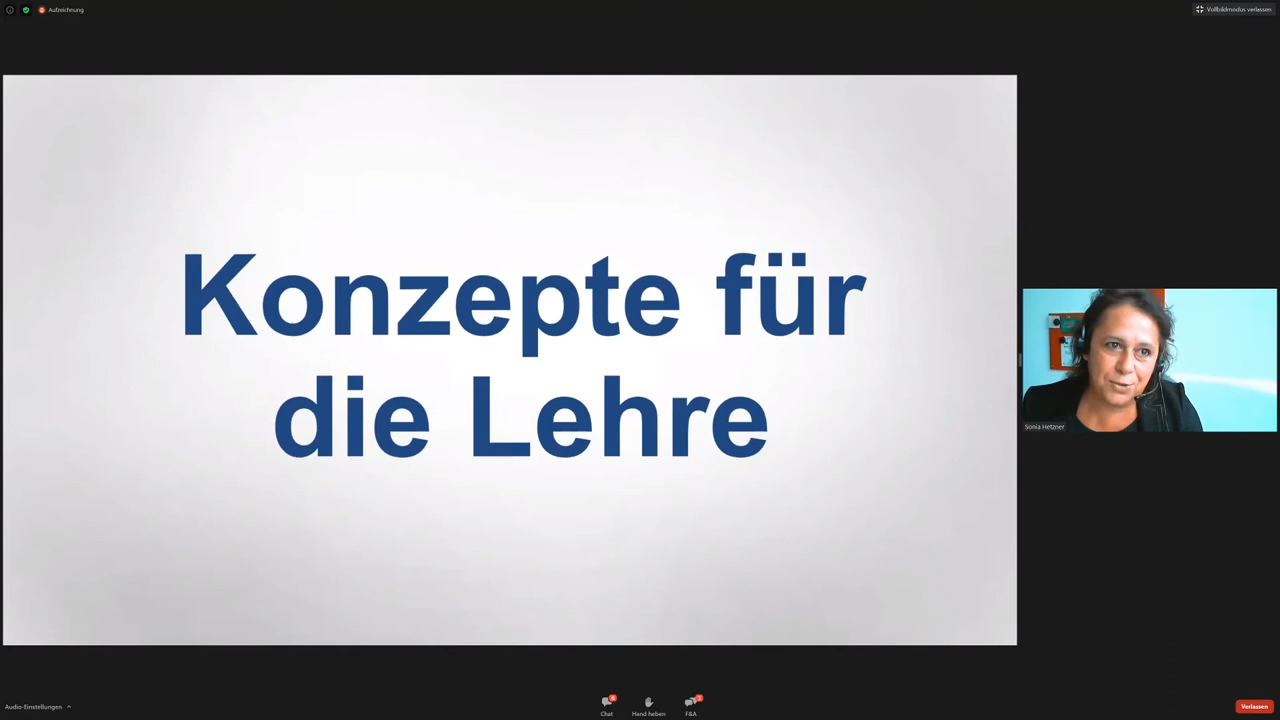 Aufzeichnung
Vollbildmodus verlassen
Konzepte für
die Lehre
Sonia Hetzner
Audio-Einstellungen
Chat
Hand heben
F&A
Verlassen